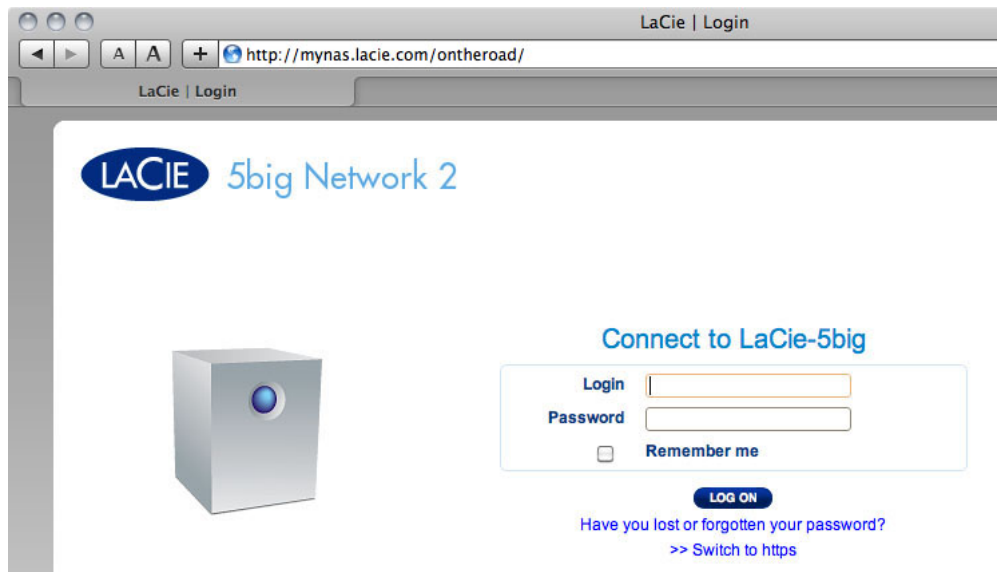 LaCie | Login
A A + http://mynas.lacie.com/ontheroad/
LaCie | Login
LACIE 5big Network 2
Connect to LaCie-5big
Login
Password
Remember me
LOG ON
Have you lost or forgotten your password?
>> Switch to https